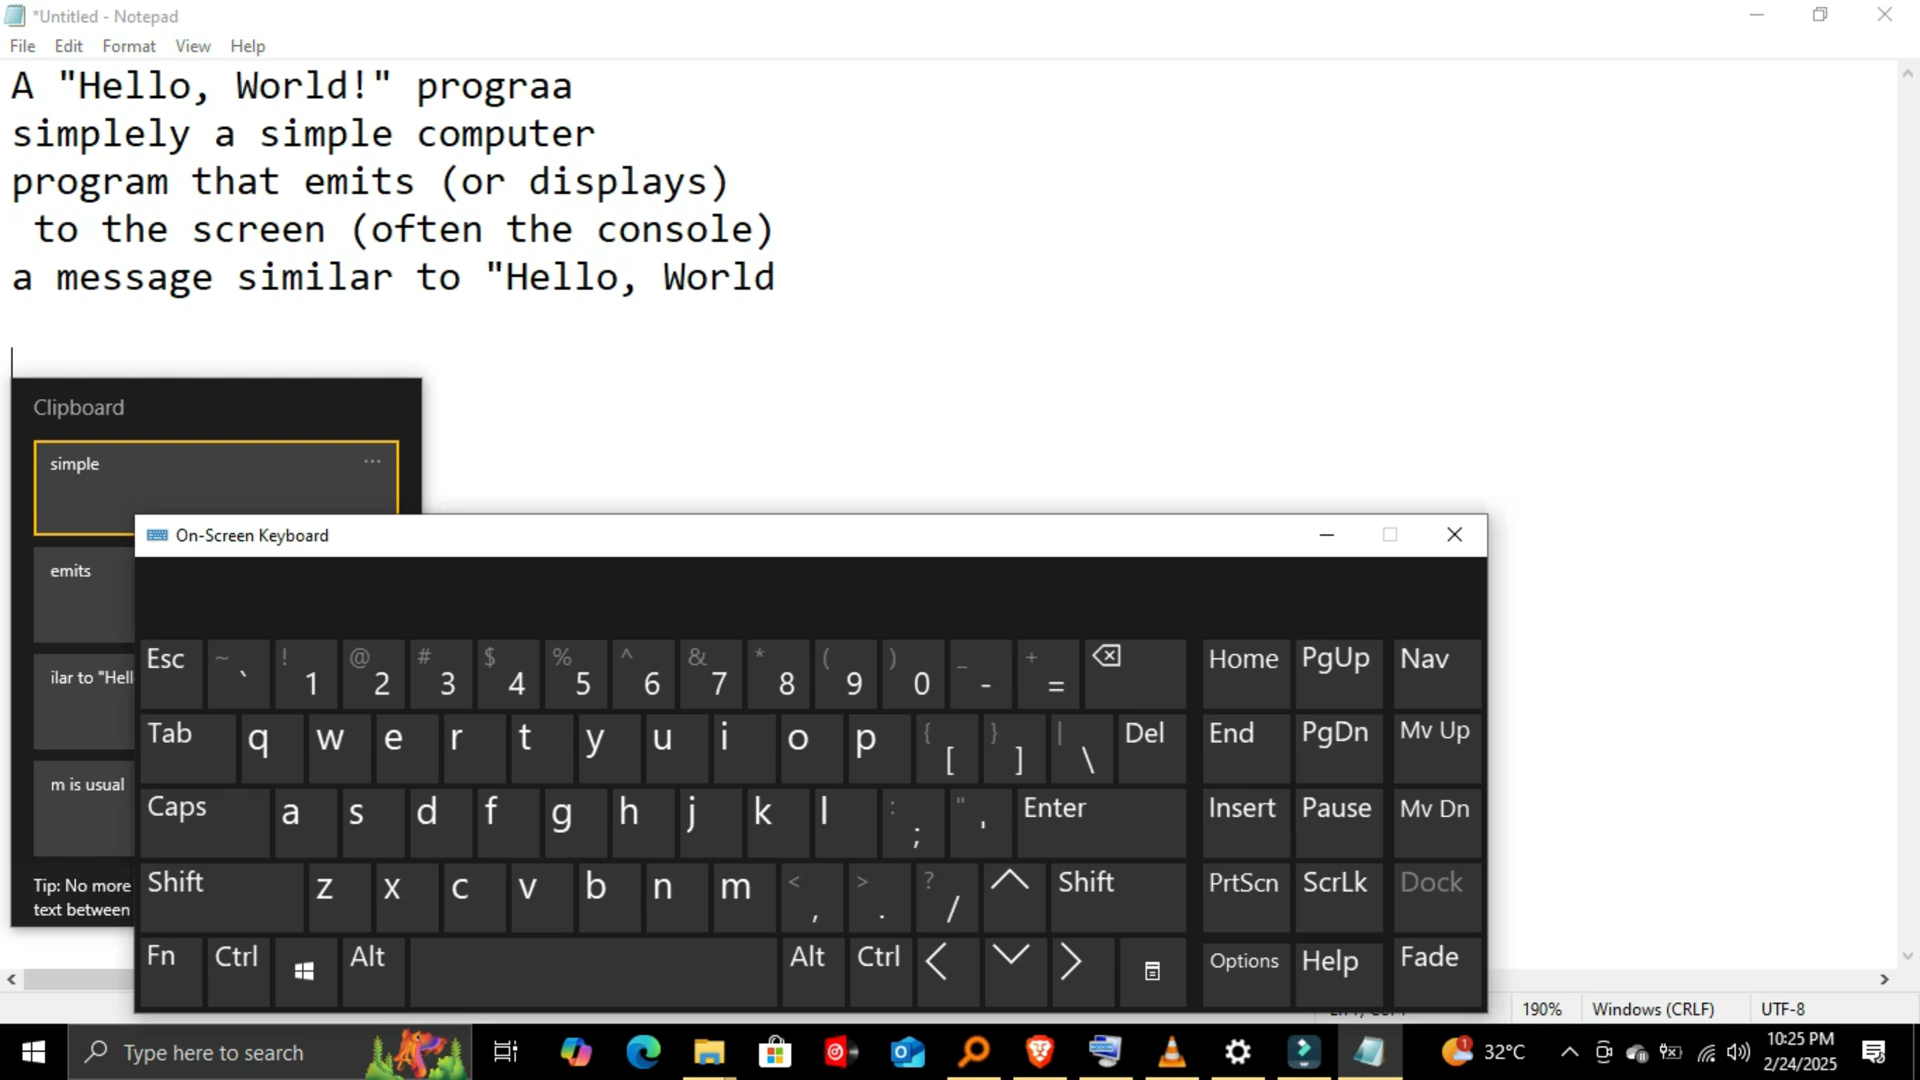 *Untitled - Notepad
File Edit Format View Help
A "Hello, World!" prograa
simplely a simple computer
program that emits (or displays)
to the screen (often the console)
a message similar to "Hello, World
Clipboard
simple
emits
ilar to "Hell
m is usual
Tip: No more
text between
On-Screen Keyboard
Esc ~ ` ! 1 @ 2 # 3 $ 4 % 5 ^ 6 & 7 * 8 ( 9 ) 0 _ - + = Home PgUp Nav
Tab q w e r t y u i o p { [ } ] | \ Del End PgDn Mv Up
Caps a s d f g h j k l : ; " ' Enter Insert Pause Mv Dn
Shift z x c v b n m < , > . ? / Shift PrtScn ScrLk Dock
Fn Ctrl Alt Alt Ctrl Options Help Fade
190% Windows (CRLF) UTF-8
Type here to search
1 32°C
10:25 PM
2/24/2025